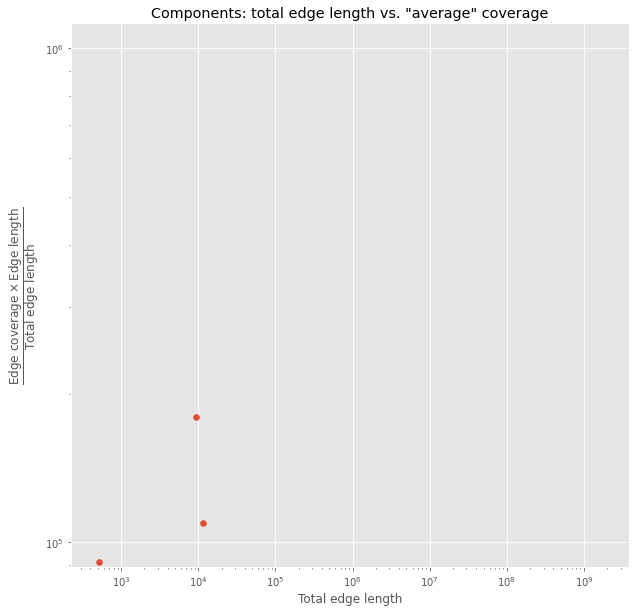 Components: total edge length vs. "average" coverage
10⁶
10⁵
Edge coverage × Edge length
Total edge length
10³ 10⁴ 10⁵ 10⁶ 10⁷ 10⁸ 10⁹
Total edge length